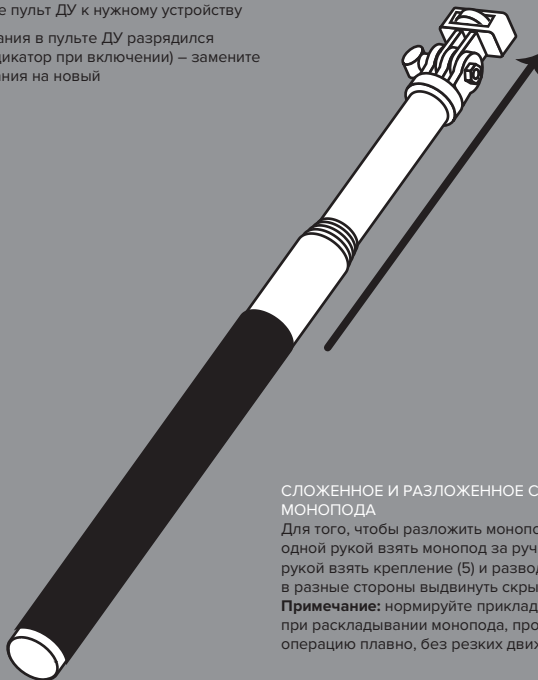 е пульт ДУ к нужному устройству
ания в пульте ДУ разрядился
дикатор при включении) – замените
ания на новый
СЛОЖЕННОЕ И РАЗЛОЖЕННОЕ С
МОНОПОДА
Для того, чтобы разложить монопо
одной рукой взять монопод за руч
рукой взять крепление (5) и развод
в разные стороны выдвинуть скры
Примечание: нормируйте приклад
при раскладывании монопода, про
операцию плавно, без резких движ